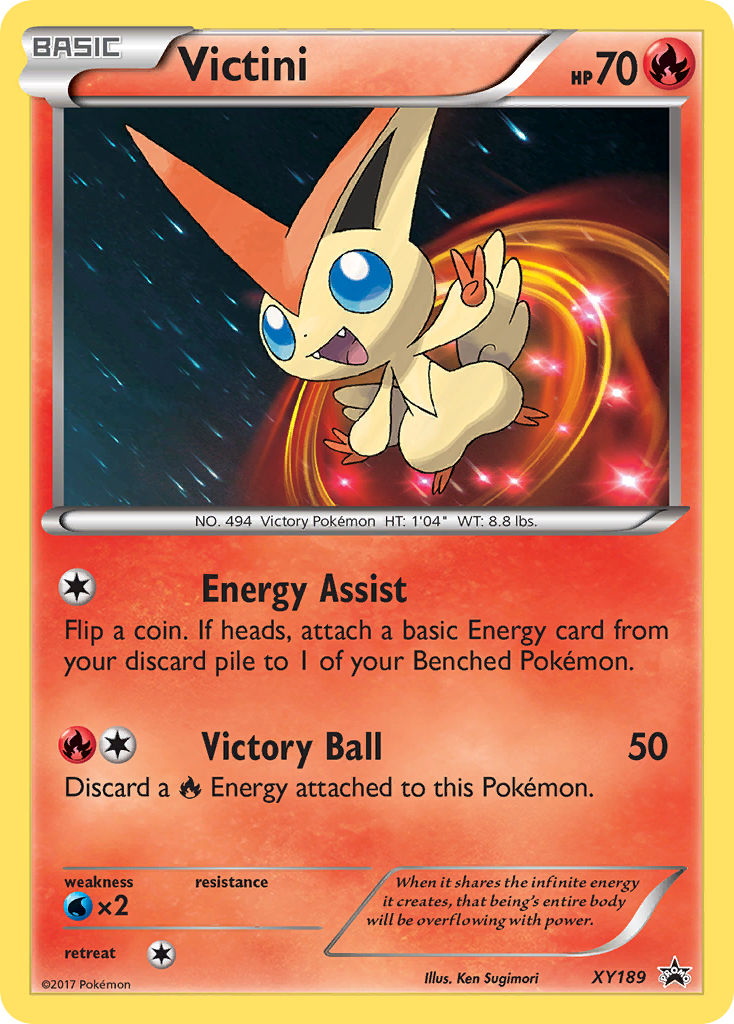 BASIC
Victini
HP 70
NO. 494 Victory Pokémon HT: 1'04" WT: 8.8 lbs.
Energy Assist
Flip a coin. If heads, attach a basic Energy card from
your discard pile to 1 of your Benched Pokémon.
Victory Ball 50
Discard a Energy attached to this Pokémon.
weakness resistance
×2
retreat
When it shares the infinite energy
it creates, that being's entire body
will be overflowing with power.
©2017 Pokémon
Illus. Ken Sugimori
XY189
PROMO